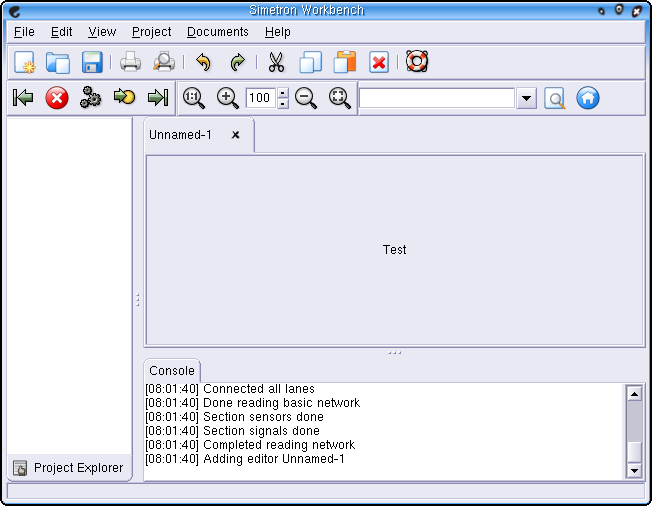 Simetron Workbench
File Edit View Project Documents Help
1:1 100
Unnamed-1 x
Test
Console
[08:01:40] Connected all lanes
[08:01:40] Done reading basic network
[08:01:40] Section sensors done
[08:01:40] Section signals done
[08:01:40] Completed reading network
[08:01:40] Adding editor Unnamed-1
Project Explorer